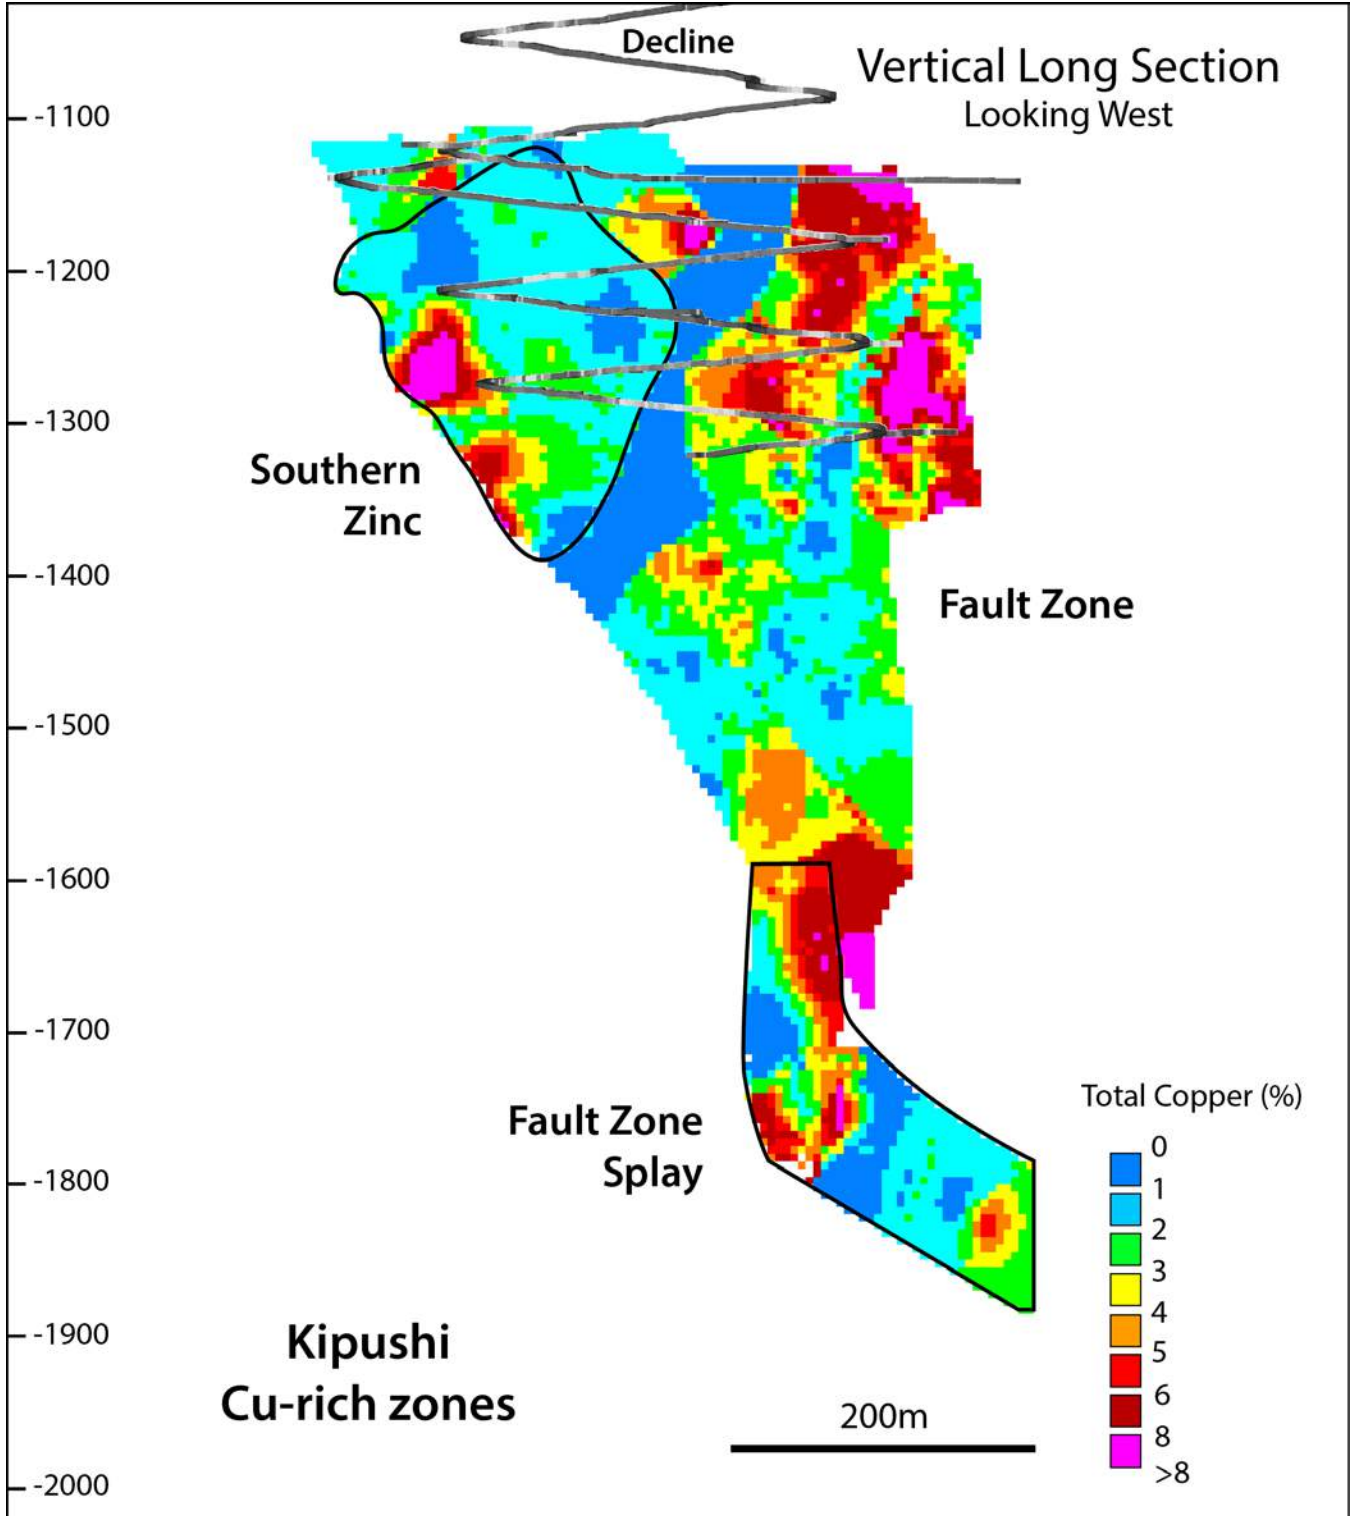 Decline
Vertical Long Section
Looking West
-1100
-1200
-1300
Southern
Zinc
-1400
Fault Zone
-1500
-1600
-1700
Fault Zone
Splay
Total Copper (%)
0
1
2
3
4
5
6
8
>8
-1800
-1900
Kipushi
Cu-rich zones
200m
-2000